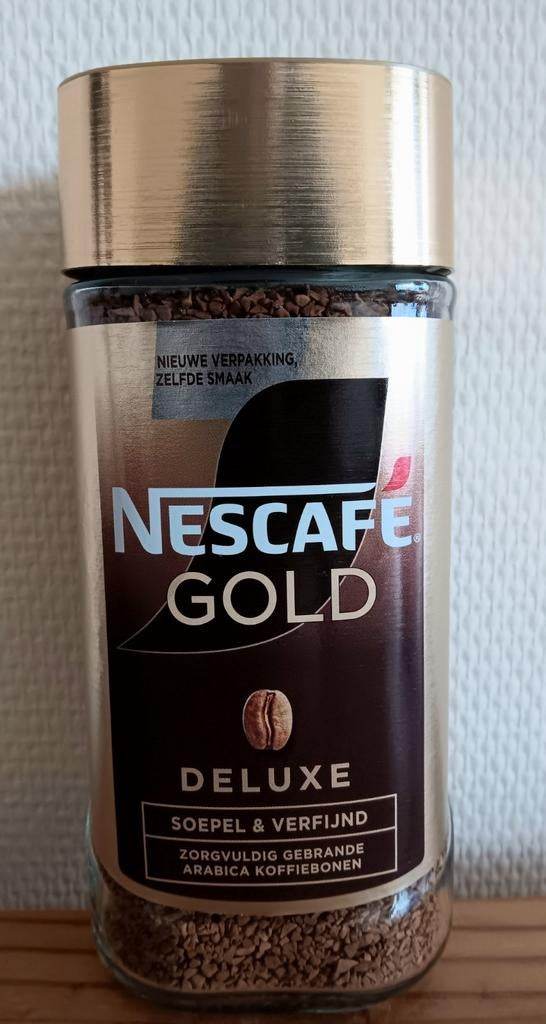 NIEUWE VERPAKKING,
ZELFDE SMAAK
NESCAFÉ®
GOLD
DELUXE
SOEPEL & VERFIJND
ZORGVULDIG GEBRANDE
ARABICA KOFFIEBONEN